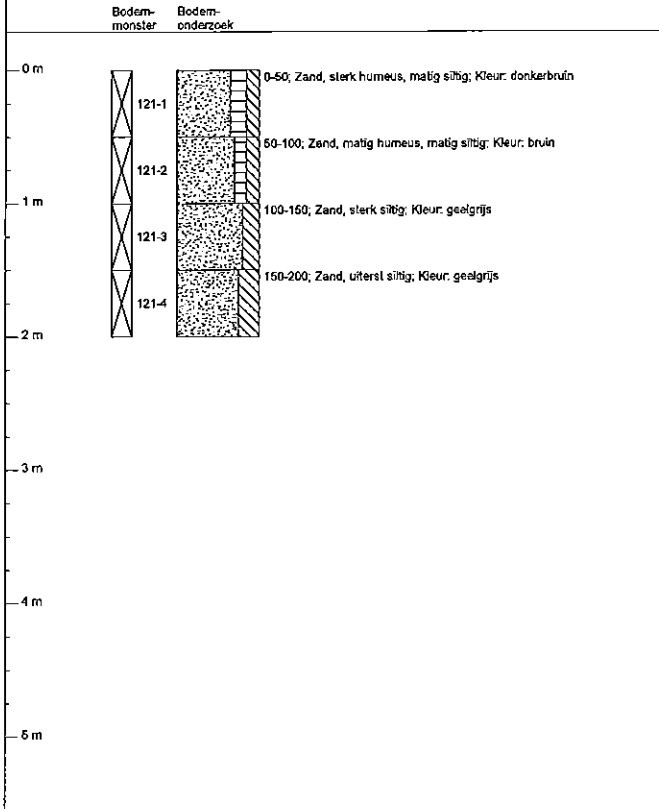 Bodem- Bodem-
monster onderzoek
0 m
0-50; Zand, sterk humeus, matig siltig; Kleur: donkerbruin
121-1
50-100; Zand, matig humeus, matig siltig; Kleur: bruin
121-2
1 m
100-150; Zand, sterk siltig; Kleur: geelgrijs
121-3
150-200; Zand, uiterst siltig; Kleur: geelgrijs
121-4
2 m
3 m
4 m
5 m